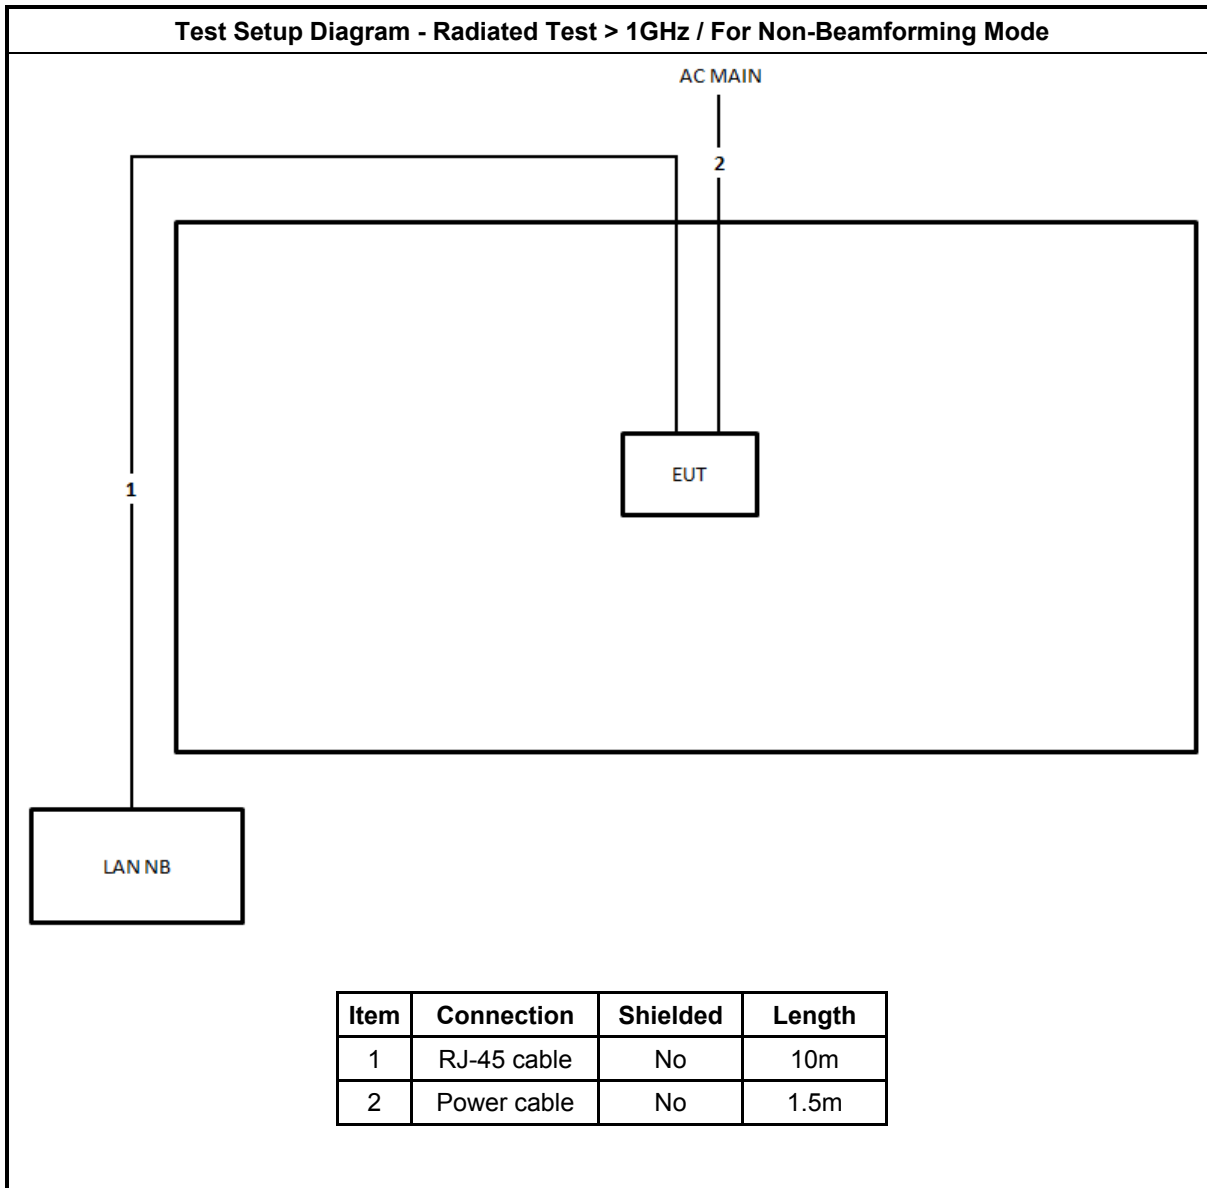 Test Setup Diagram - Radiated Test > 1GHz / For Non-Beamforming Mode
AC MAIN
2
1
EUT
LAN NB
Item Connection Shielded Length
1 RJ-45 cable No 10m
2 Power cable No 1.5m